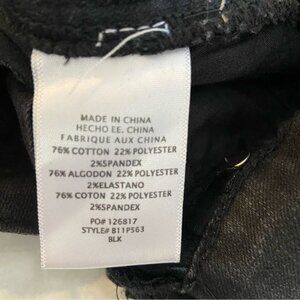 MADE IN CHINA
HECHO EE. CHINA
FABRIQUE AUX CHINA
76% COTTON 22% POLYESTER
2%SPANDEX
76% ALGODON 22% POLYESTER
2%ELASTANO
76% COTON 22% POLYESTER
2%SPANDEX
PO# 126817
STYLE# B11P563
BLK